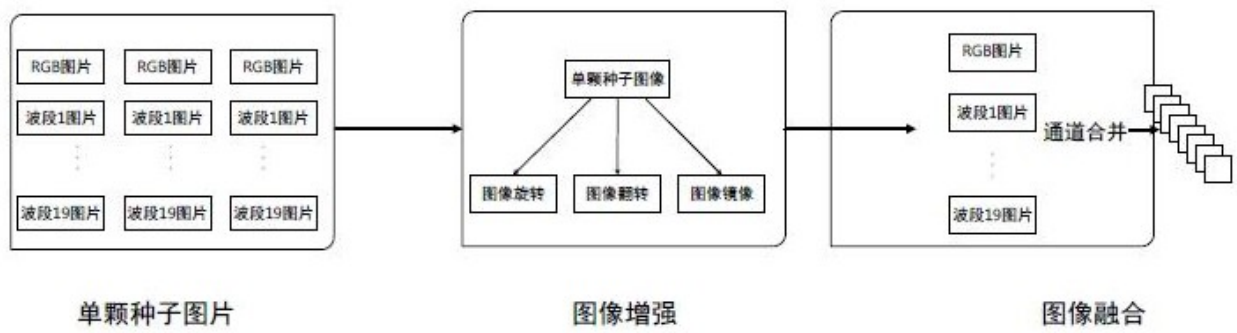 RGB图片 RGB图片 RGB图片
波段1图片 波段1图片 波段1图片
波段19图片 波段19图片 波段19图片
单颗种子图片
单颗种子图像
图像旋转 图像翻转 图像镜像
图像增强
RGB图片
波段1图片
通道合并
波段19图片
图像融合